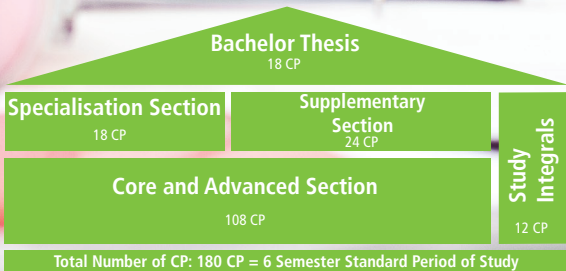 Bachelor Thesis
18 CP
Specialisation Section
18 CP
Supplementary
Section
24 CP
Study
Integrals
12 CP
Core and Advanced Section
108 CP
Total Number of CP: 180 CP = 6 Semester Standard Period of Study